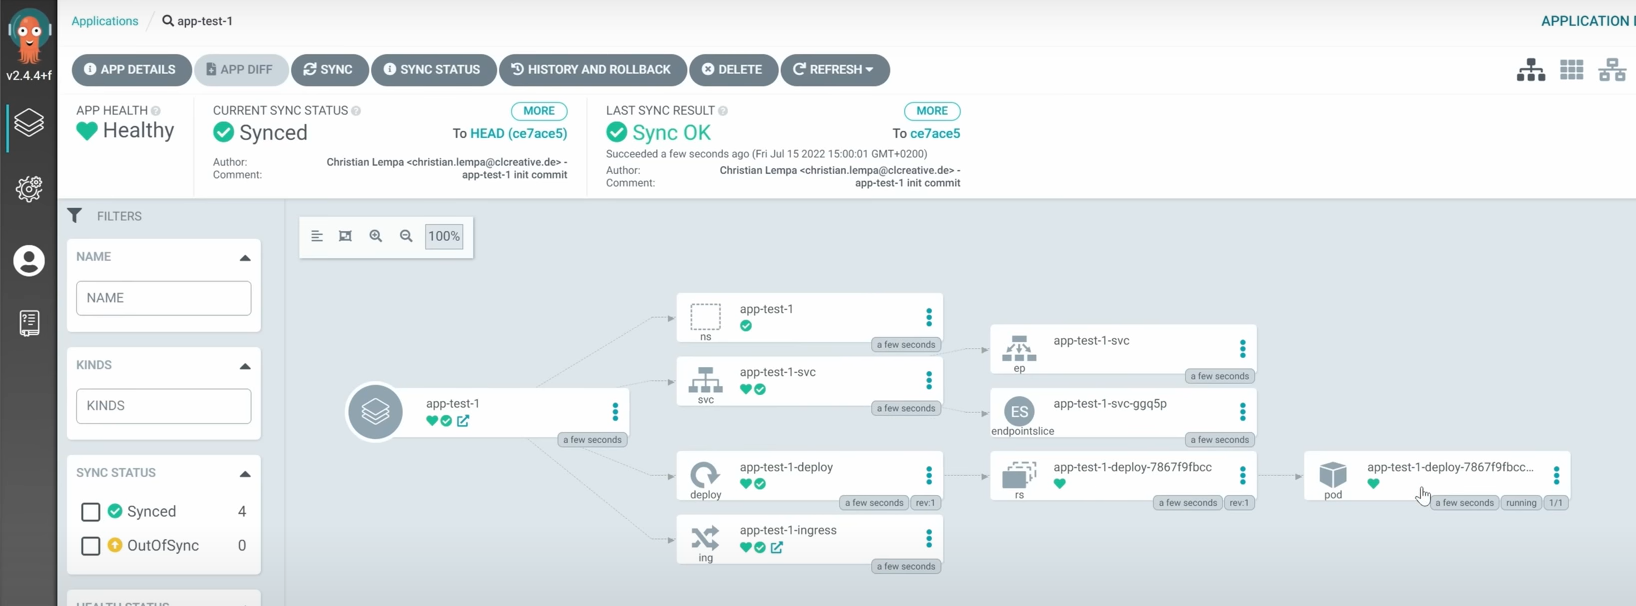 Applications / app-test-1
APPLICATION
v2.4.4+f
APP DETAILS
APP DIFF
SYNC
SYNC STATUS
HISTORY AND ROLLBACK
DELETE
REFRESH
APP HEALTH
Healthy
CURRENT SYNC STATUS
MORE
Synced
To HEAD (ce7ace5)
Author: Christian Lempa <christian.lempa@clcreative.de> -
Comment: app-test-1 init commit
LAST SYNC RESULT
MORE
Sync OK
To ce7ace5
Succeeded a few seconds ago (Fri Jul 15 2022 15:00:01 GMT+0200)
Author: Christian Lempa <christian.lempa@clcreative.de> -
Comment: app-test-1 init commit
FILTERS
NAME
NAME
KINDS
KINDS
SYNC STATUS
Synced 4
OutOfSync 0
HEALTH STATUS
100%
app-test-1
a few seconds
app-test-1
ns
a few seconds
app-test-1-svc
svc
a few seconds
app-test-1-deploy
deploy
a few seconds rev:1
app-test-1-ingress
ing
a few seconds
app-test-1-svc
ep
a few seconds
ES
app-test-1-svc-ggq5p
endpointslice
a few seconds
app-test-1-deploy-7867f9fbcc
rs
a few seconds rev:1
app-test-1-deploy-7867f9fbcc...
pod
a few seconds running 1/1